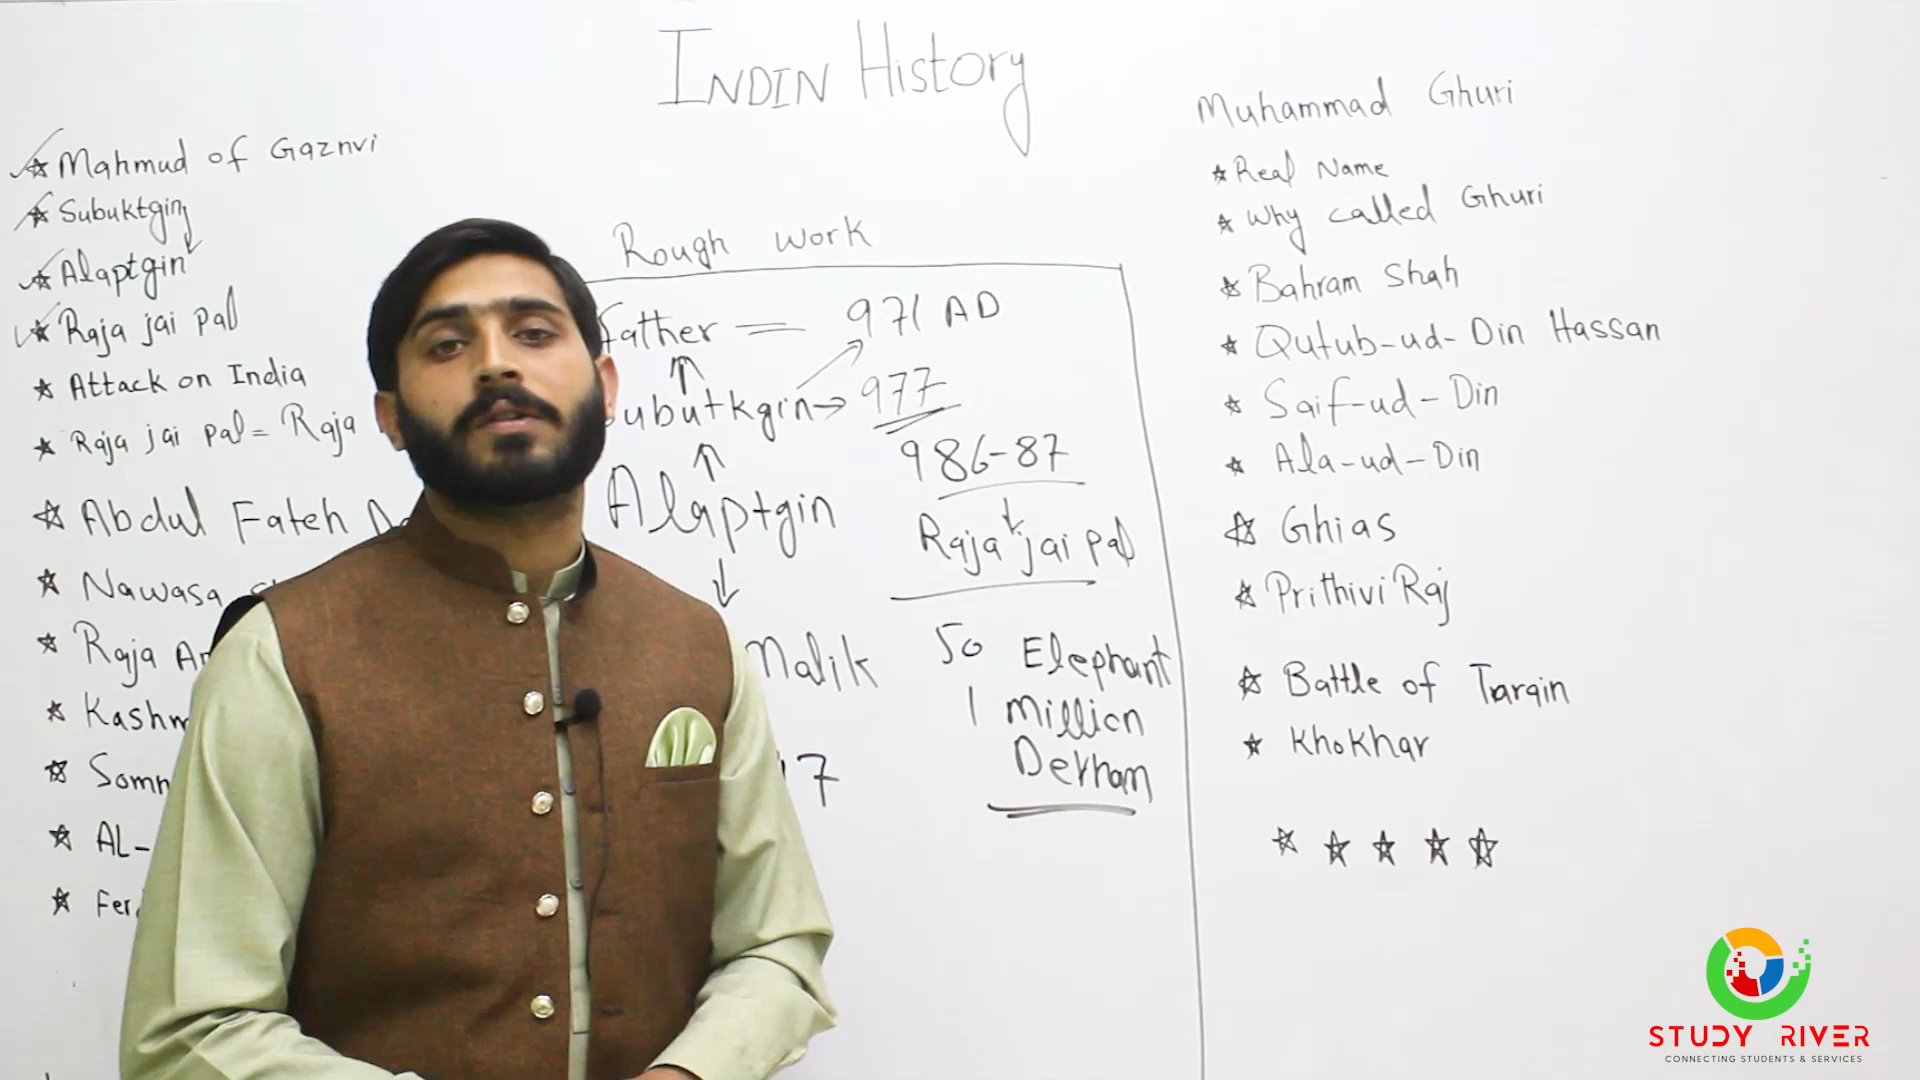 INDIN History
Mahmud of Gaznvi
Subuktgin
Alaptgin
Raja jai pal
Attack on India
Raja jai pal = Raja
Abdul Fateh
Nawasa
Raja
Kashm
Somn
AL-
Fer
Rough work
Father = 971 AD
Subutkgin → 977
986-87
Alaptgin
Raja jai pal
Malik
50 Elephant
1 Million
Derham
17
Muhammad Ghuri
Real Name
Why called Ghuri
Bahram Shah
Qutub-ud-Din Hassan
Saif-ud-Din
Ala-ud-Din
Ghias
Prithivi Raj
Battle of Tarain
Khokhar
STUDY RIVER
CONNECTING STUDENTS & SERVICES